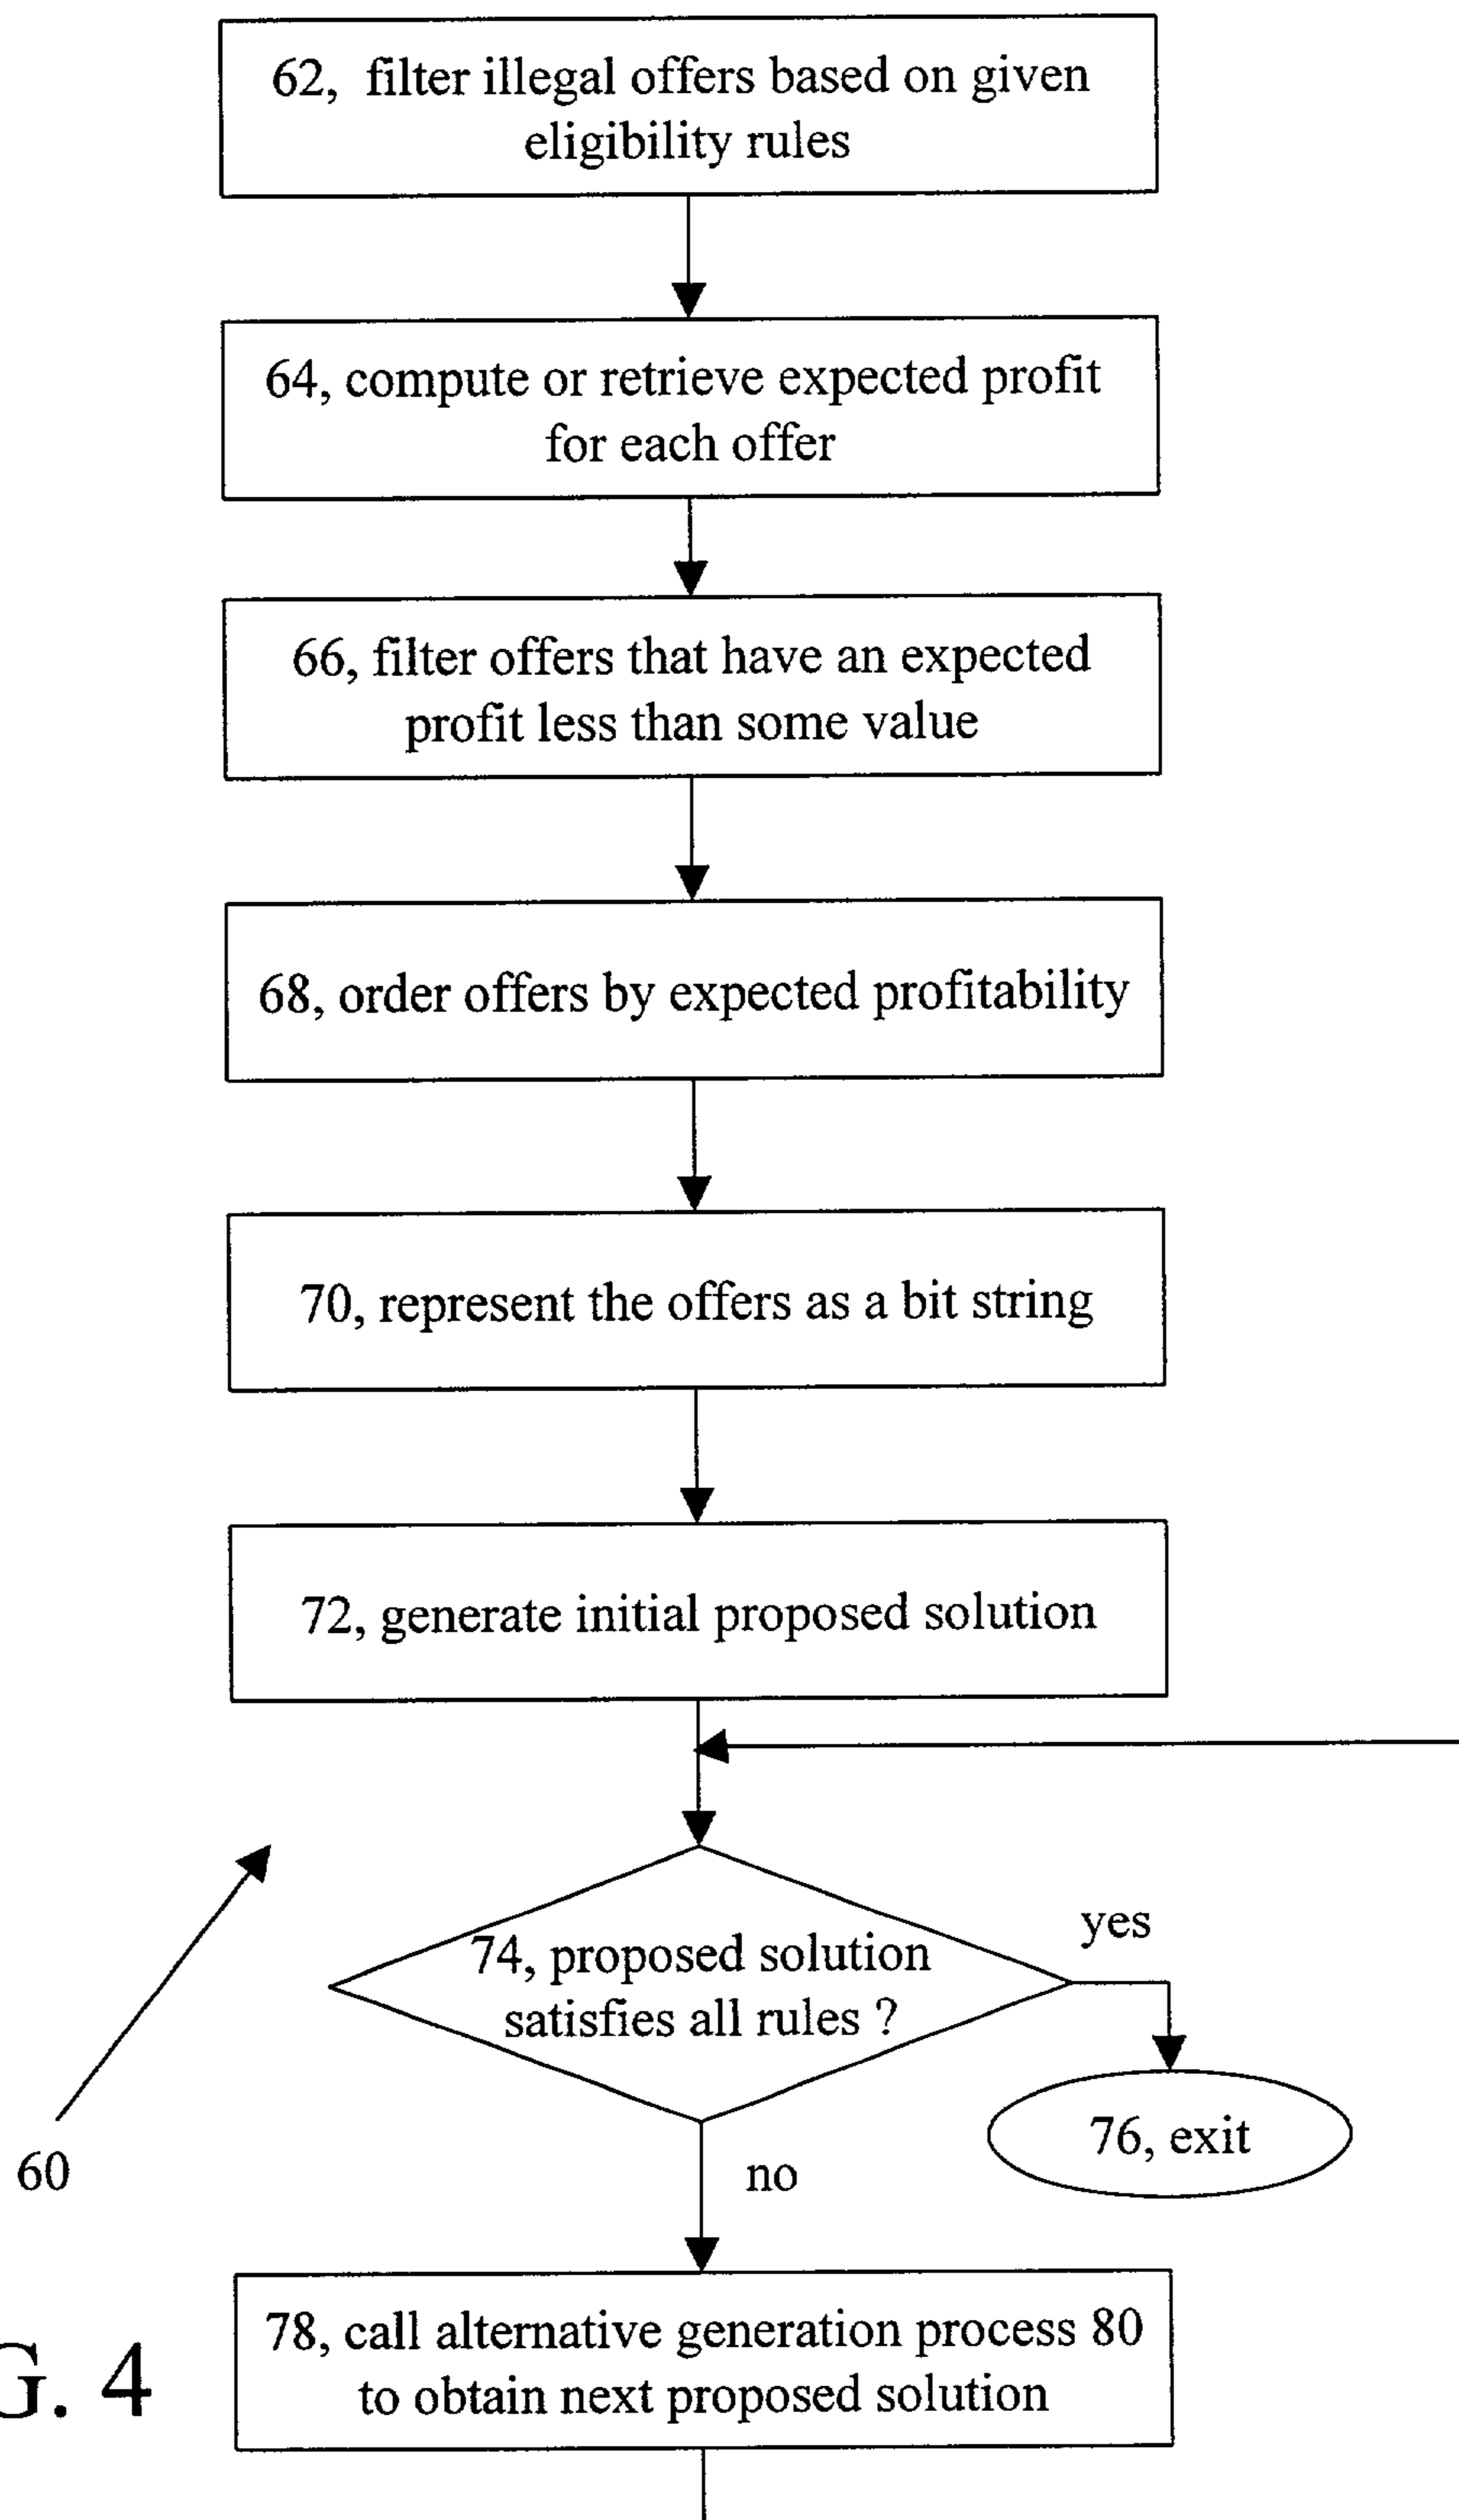 62, filter illegal offers based on given
eligibility rules
64, compute or retrieve expected profit
for each offer
66, filter offers that have an expected
profit less than some value
68, order offers by expected profitability
70, represent the offers as a bit string
72, generate initial proposed solution
74, proposed solution
satisfies all rules ?
yes
76, exit
60
no
78, call alternative generation process 80
to obtain next proposed solution
G. 4